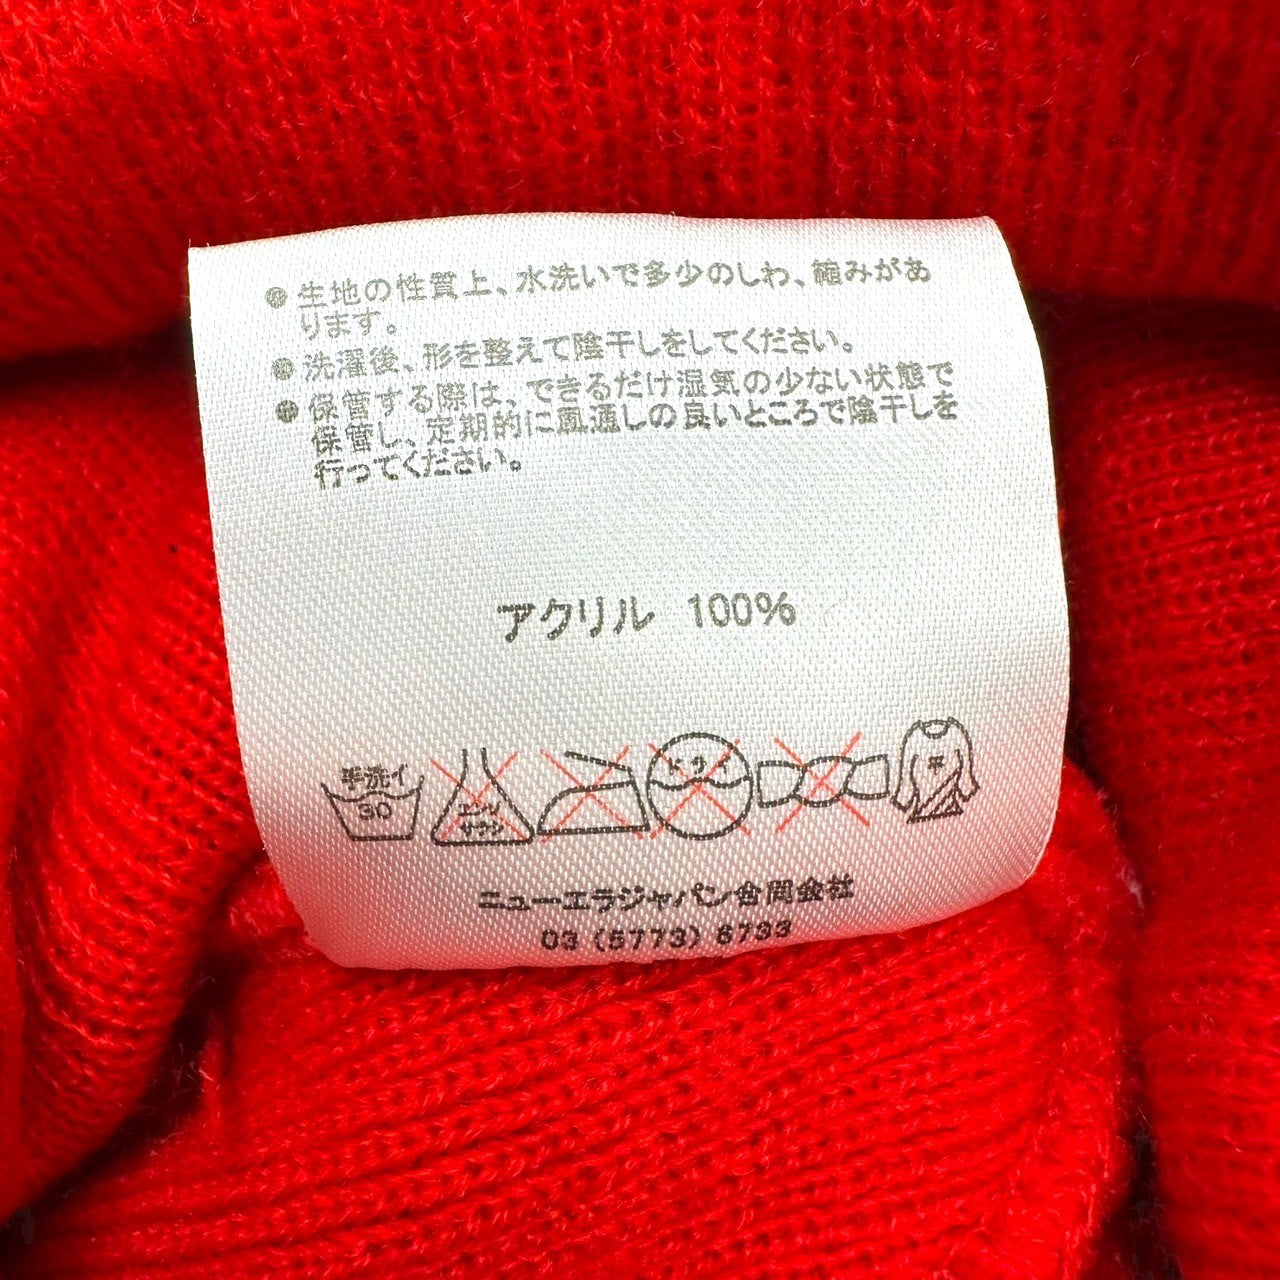 ●生地の性質上、水洗いで多少のしわ、縮みがあ
ります。
●洗濯後、形を整えて陰干しをしてください。
●保管する際は、できるだけ湿気の少ない状態で
保管し、定期的に風通しの良いところで陰干しを
行ってください。
アクリル 100%
手洗イ
30
エンソ
サラシ
ドライ
平
ニューエラジャパン合同会社
03 (5773) 6733